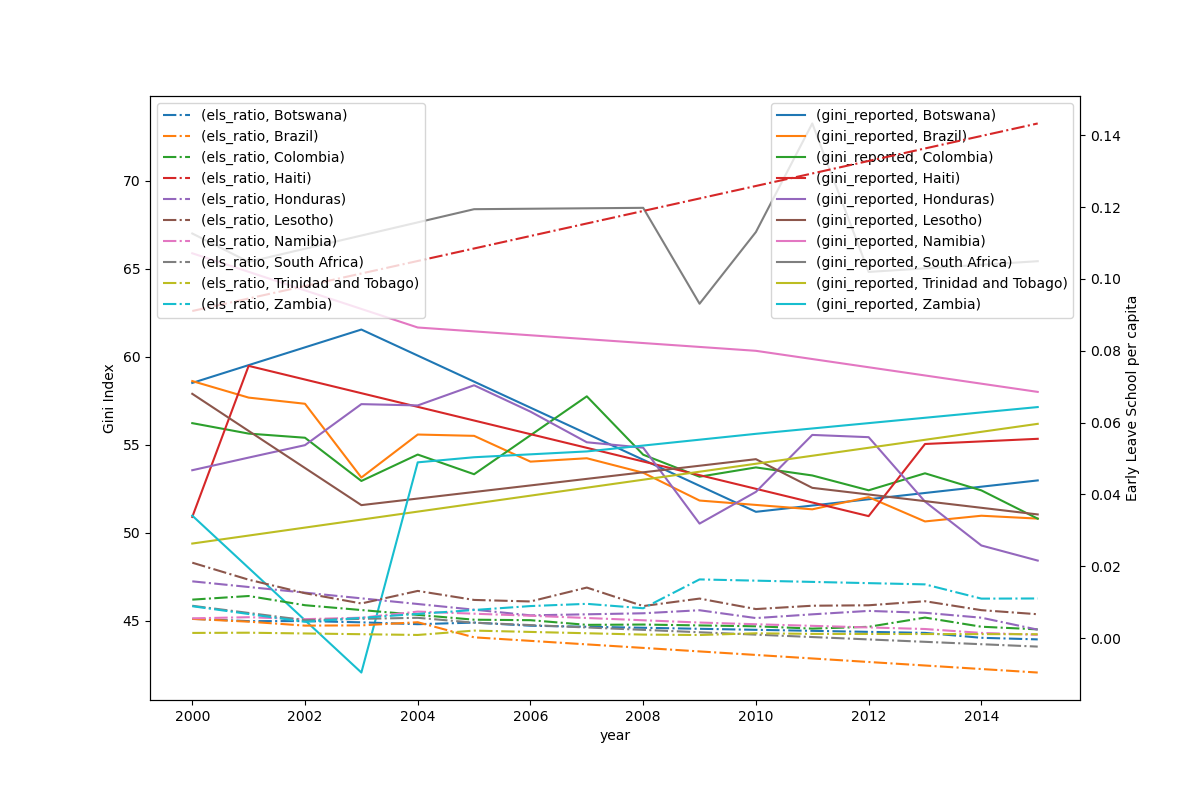 (els_ratio, Botswana)
(els_ratio, Brazil)
(els_ratio, Colombia)
(els_ratio, Haiti)
(els_ratio, Honduras)
(els_ratio, Lesotho)
(els_ratio, Namibia)
(els_ratio, South Africa)
(els_ratio, Trinidad and Tobago)
(els_ratio, Zambia)
(gini_reported, Botswana)
(gini_reported, Brazil)
(gini_reported, Colombia)
(gini_reported, Haiti)
(gini_reported, Honduras)
(gini_reported, Lesotho)
(gini_reported, Namibia)
(gini_reported, South Africa)
(gini_reported, Trinidad and Tobago)
(gini_reported, Zambia)
Gini Index
70
65
60
55
50
45
0.14
0.12
0.10
0.08
0.06
0.04
0.02
0.00
Early Leave School per capita
2000
2002
2004
2006
2008
2010
2012
2014
year